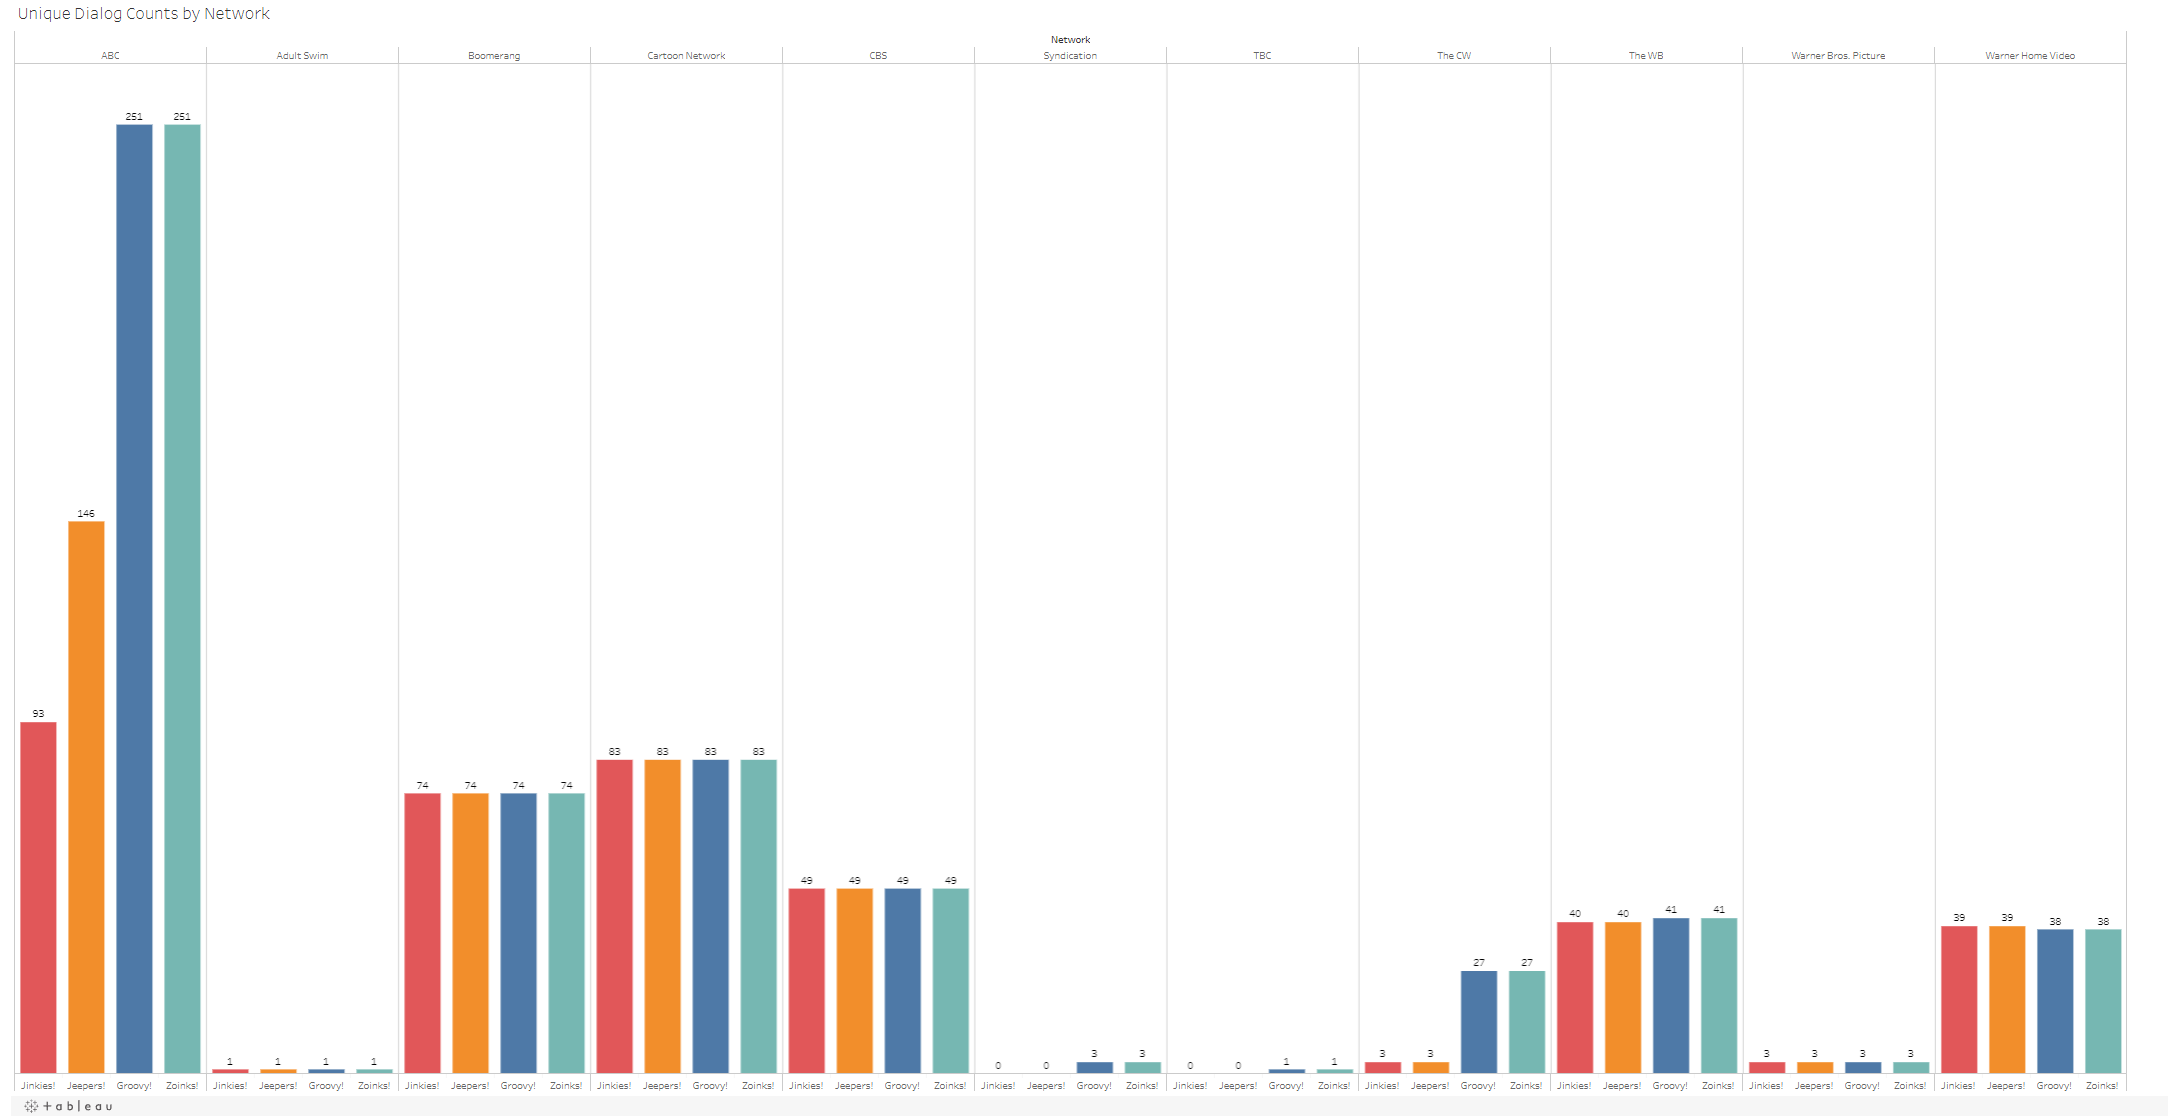 Unique Dialog Counts by Network
Network
ABC Adult Swim Boomerang Cartoon Network CBS Syndication TBC The CW The WB Warner Bros. Picture Warner Home Video
251 251
146
93
83 83 83 83
74 74 74 74
49 49 49 49
40 40 41 41
39 39 38 38
27 27
1 1 1 1
0 0 3 3
0 0 1 1
3 3
3 3 3 3
Jinkies! Jeepers! Groovy! Zoinks! Jinkies! Jeepers! Groovy! Zoinks! Jinkies! Jeepers! Groovy! Zoinks! Jinkies! Jeepers! Groovy! Zoinks! Jinkies! Jeepers! Groovy! Zoinks! Jinkies! Jeepers! Groovy! Zoinks! Jinkies! Jeepers! Groovy! Zoinks! Jinkies! Jeepers! Groovy! Zoinks! Jinkies! Jeepers! Groovy! Zoinks! Jinkies! Jeepers! Groovy! Zoinks! Jinkies! Jeepers! Groovy! Zoinks!
+ableau